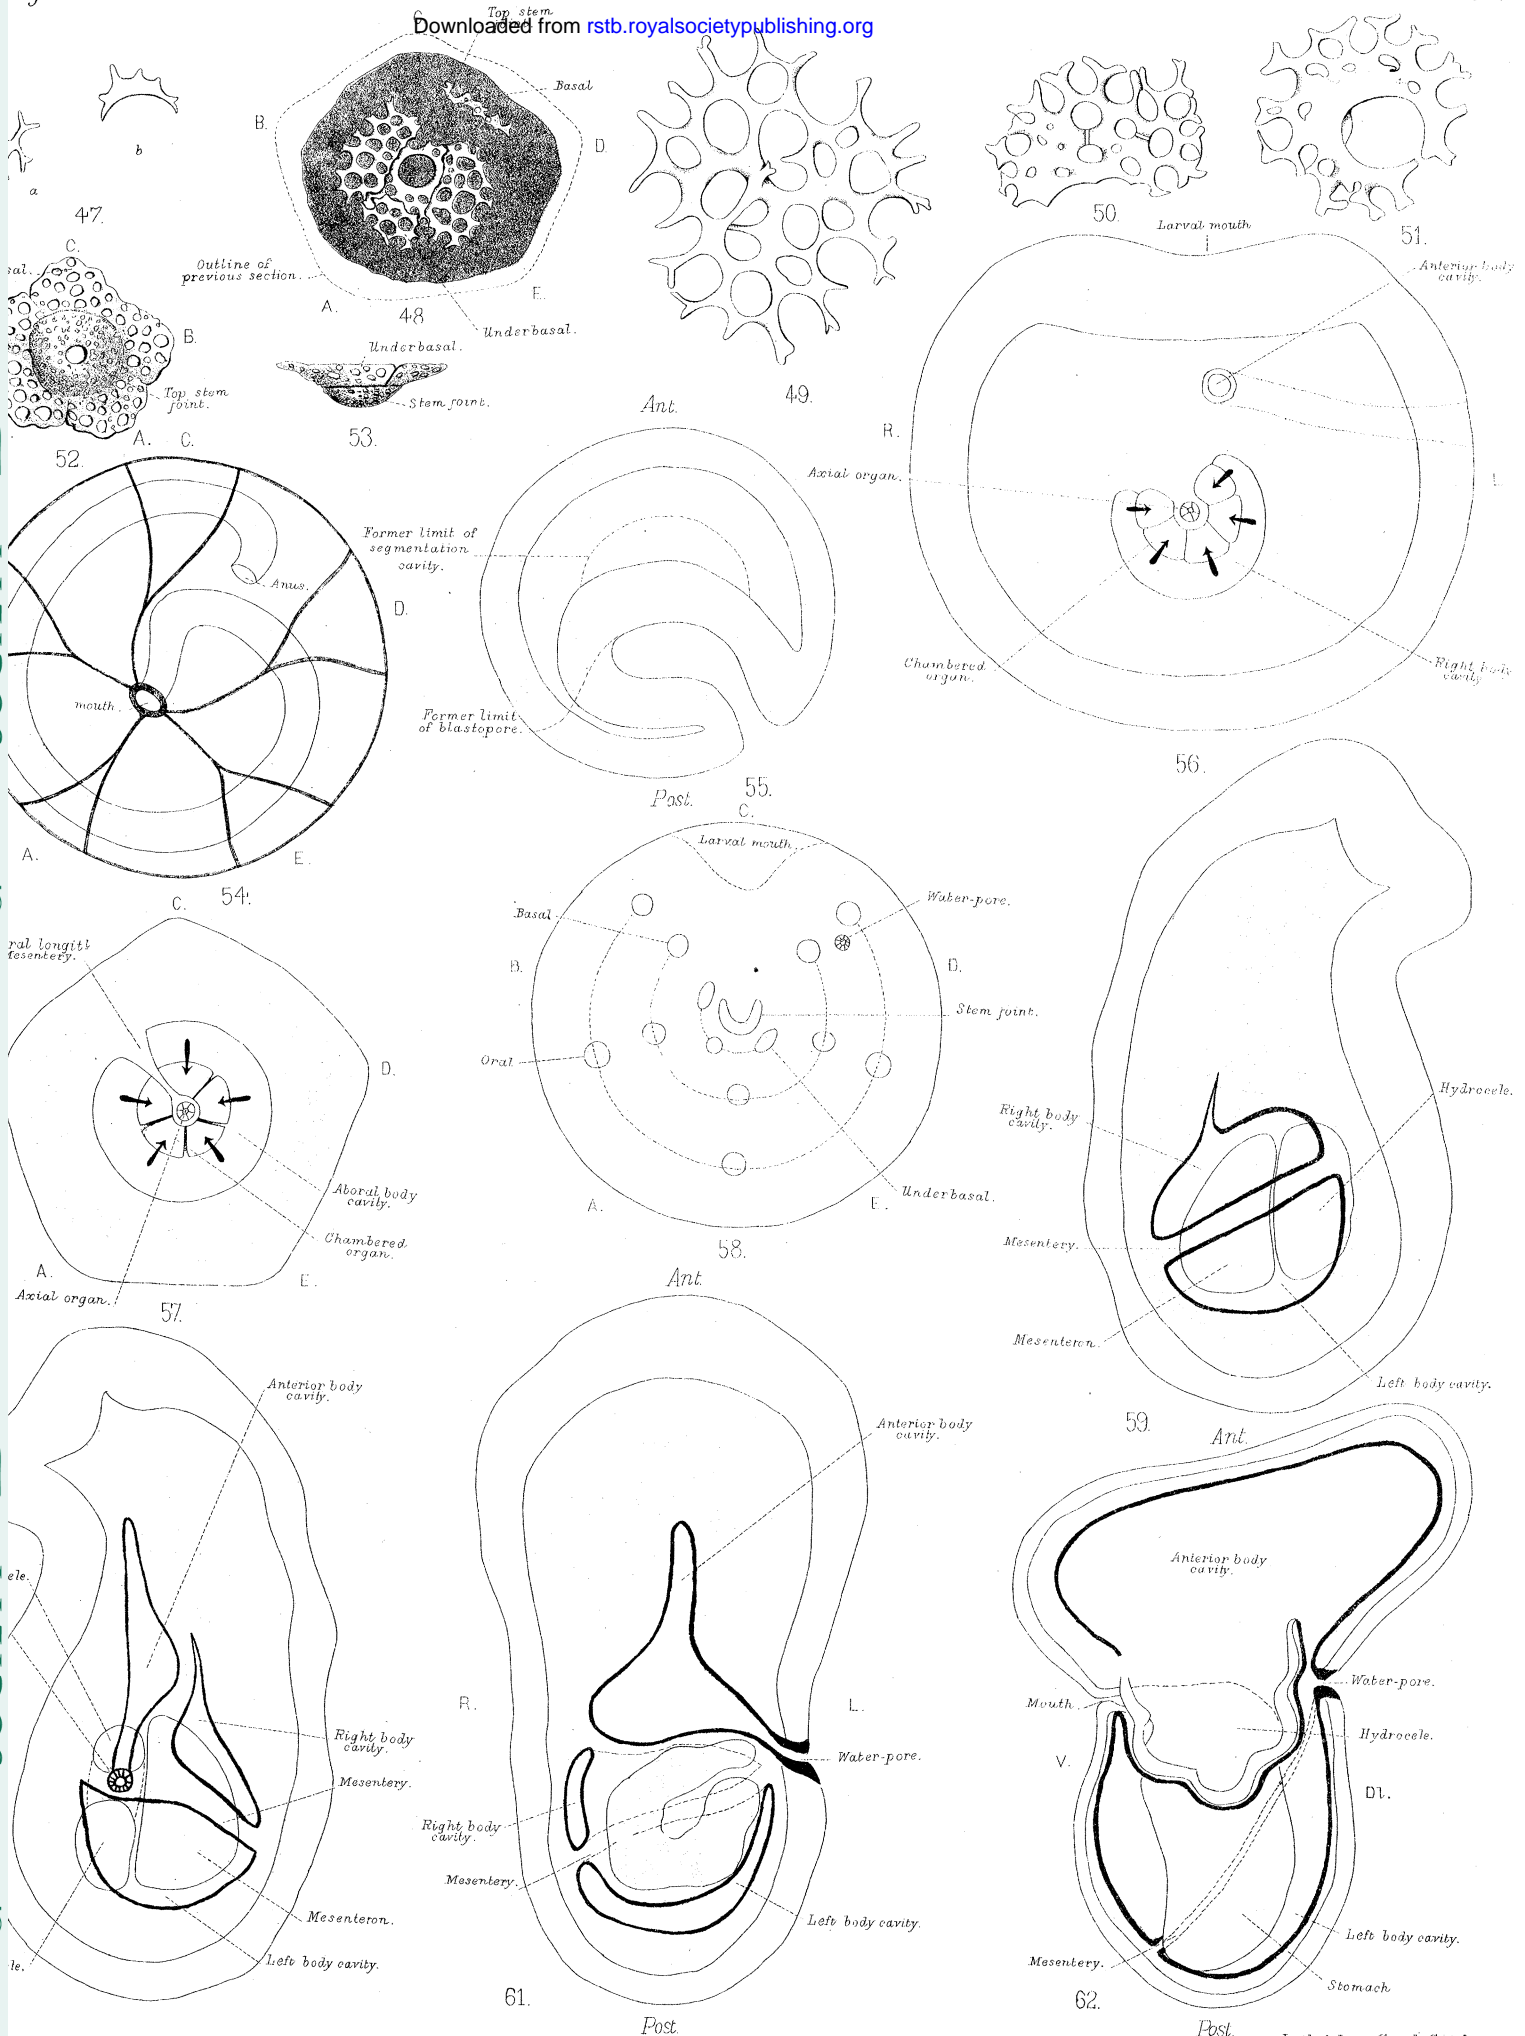 Downloaded from rstb.royalsocietypublishing.org
b
a
47.
C.
Top stem
Basal
B.
D.
Outline of
previous section.
A.
E.
48
Underbasal.
49.
50.
51.
C.
B.
Top stem
joint.
A.
52.
Underbasal.
Stem joint.
53.
C.
Anus.
D.
mouth.
A.
E.
54.
Ant.
Former limit of
segmentation
cavity.
Former limit
of blastopore.
Post.
55.
Larval mouth
Anterior body
cavity.
R.
L.
Axial organ.
Chambered
organ.
Right body
cavity
56.
C.
D.
Aboral body
cavity.
Chambered
organ.
A.
E.
Axial organ.
57.
C.
Larval mouth
Basal
Water-pore.
B.
D.
Stem joint.
Oral
Underbasal.
A.
E.
58.
Right body
cavity.
Hydrocele.
Mesentery.
Mesenteron.
Left body cavity.
59.
Anterior body
cavity.
Right body
cavity.
Mesentery.
Mesenteron.
Left body cavity.
Ant.
Anterior body
cavity.
R.
L.
Water-pore.
Right body
cavity.
Mesentery.
Left body cavity.
61.
Post.
Ant.
Anterior body
cavity.
Mouth
Water-pore.
Hydrocele.
V.
Dl.
Left body cavity.
Mesentery.
Stomach
62.
Post.